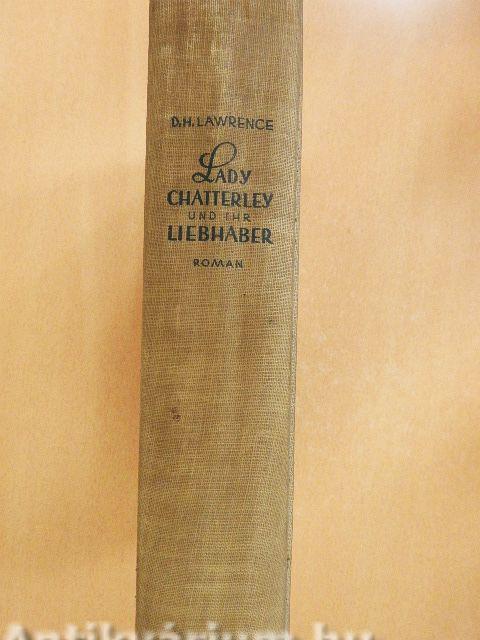 D.H. LAWRENCE
LADY
CHATTERLEY
UND IHR
LIEBHABER
ROMAN